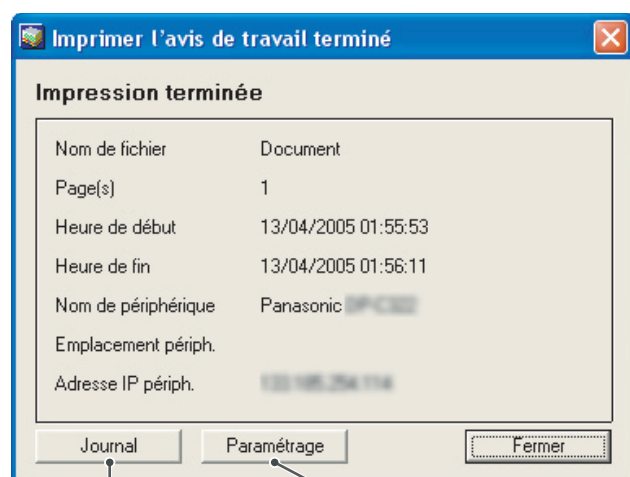 Imprimer l'avis de travail terminé
Impression terminée
Nom de fichier Document
Page(s) 1
Heure de début 13/04/2005 01:55:53
Heure de fin 13/04/2005 01:56:11
Nom de périphérique Panasonic
Emplacement périph.
Adresse IP périph.
Journal Paramétrage Fermer